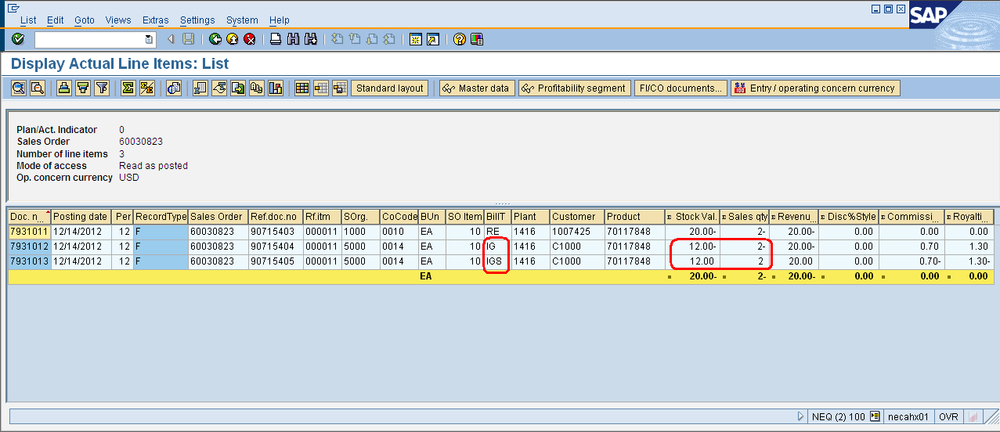 List Edit Goto Views Extras Settings System Help
SAP
Display Actual Line Items: List
Standard layout Master data Profitability segment FI/CO documents... Entry / operating concern currency
Plan/Act. Indicator 0
Sales Order 60030823
Number of line items 3
Mode of access Read as posted
Op. concern currency USD
Doc. n... Posting date Per RecordType Sales Order Ref.doc.no Rf.itm SOrg. CoCode BUn SO Item BillT Plant Customer Product Σ Stock Val. Σ Sales qty Σ Revenu... Σ Disc%Style Σ Commissi... Σ Royalti...
7931011 12/14/2012 12 F 60030823 90715403 000011 1000 0010 EA 10 RE 1416 1007425 70117848 20.00- 2- 20.00- 0.00 0.00 0.00
7931012 12/14/2012 12 F 60030823 90715404 000011 5000 0014 EA 10 IG 1416 C1000 70117848 12.00- 2- 20.00- 0.00 0.70 1.30
7931013 12/14/2012 12 F 60030823 90715405 000011 5000 0014 EA 10 IGS 1416 C1000 70117848 12.00 2 20.00 0.00 0.70- 1.30-
EA 20.00- 2- 20.00- 0.00 0.00 0.00
NEQ (2) 100 necahx01 OVR